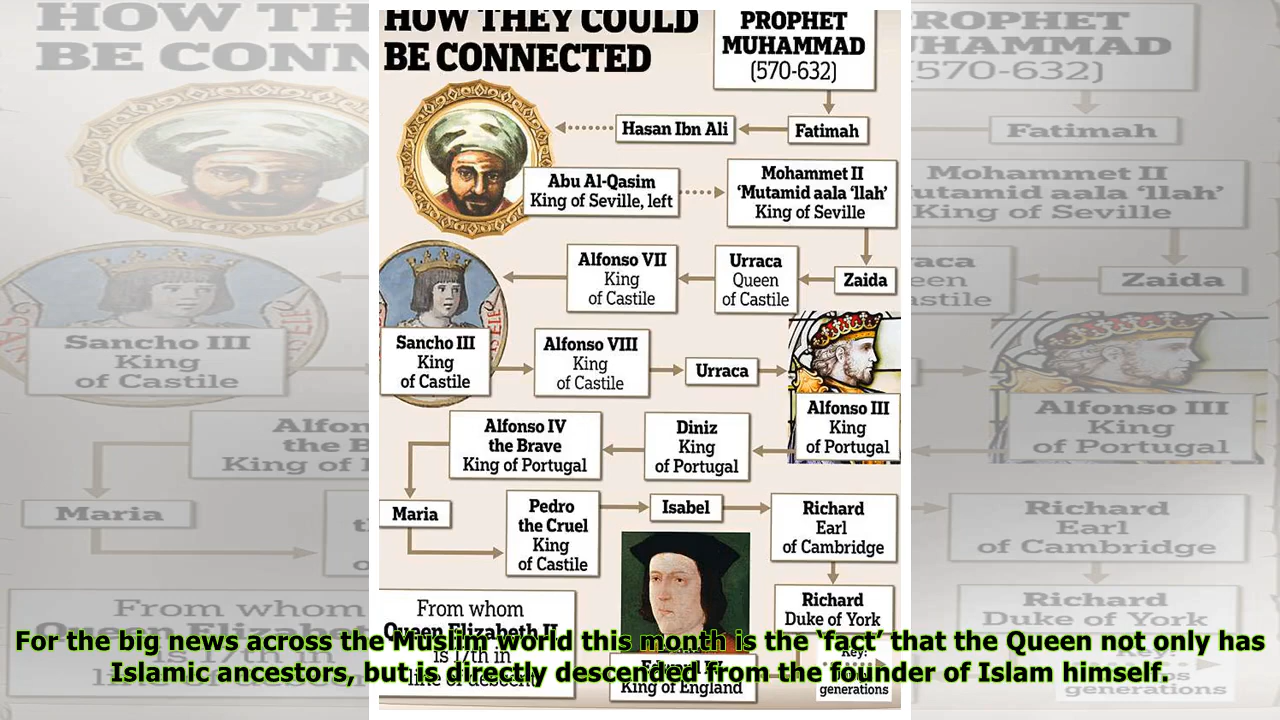 HOW THEY COULD
BE CONNECTED
PROPHET
MUHAMMAD
(570-632)
Hasan Ibn Ali
Fatimah
Abu Al-Qasim
King of Seville, left
Mohammet II
‘Mutamid aala ‘llah’
King of Seville
Alfonso VII
King
of Castile
Urraca
Queen
of Castile
Zaida
Sancho III
King
of Castile
Alfonso VIII
King
of Castile
Urraca
Alfonso III
King
of Portugal
Alfonso IV
the Brave
King of Portugal
Diniz
King
of Portugal
Maria
Pedro
the Cruel
King
of Castile
Isabel
Richard
Earl
of Cambridge
Richard
Duke of York
From whom
Queen Elizabeth II
is 17th in
line of descent
King of England
Key:
generations
For the big news across the Muslim world this month is the ‘fact’ that the Queen not only has
Islamic ancestors, but is directly descended from the founder of Islam himself.